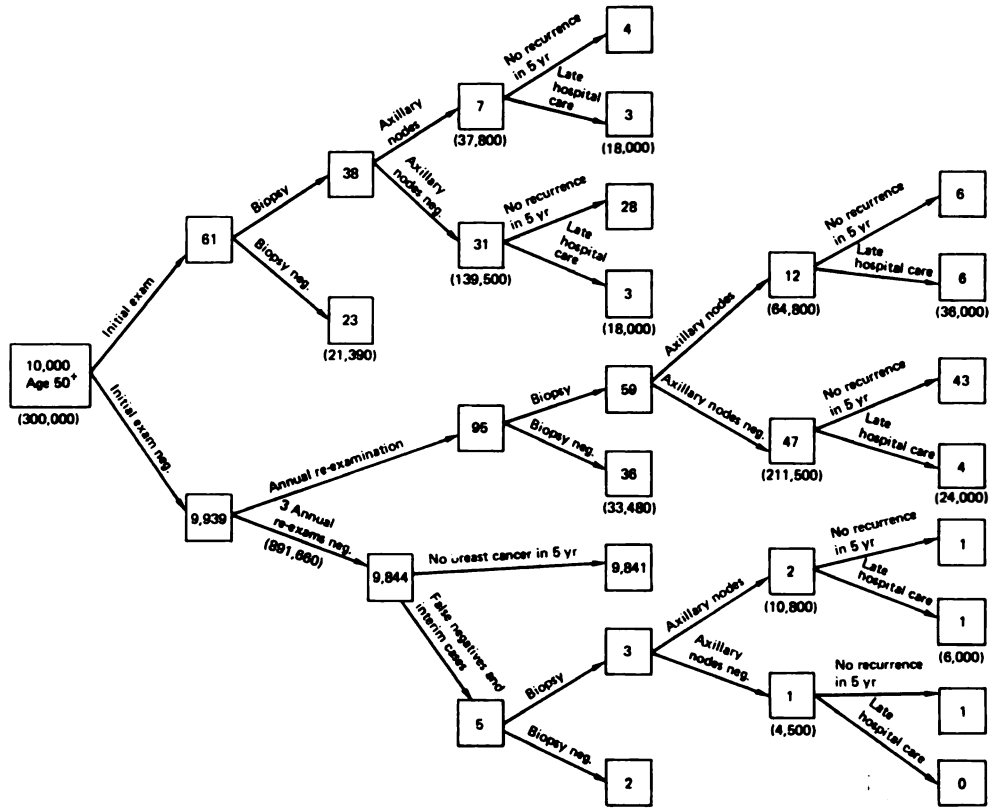 No recurrence
in 5 yr
4
Late
hospital
care
3
(18,000)
Axillary
nodes
7
(37,800)
Biopsy
38
Axillary
nodes neg.
No recurrence
in 5 yr
28
31
(139,500)
Late
hospital
care
3
(18,000)
Initial exam
61
Biopsy neg.
23
(21,390)
10,000
Age 50+
(300,000)
Initial exam neg.
9,939
Annual re-examination
95
Biopsy
59
Biopsy neg.
36
(33,480)
Axillary nodes
12
(64,800)
No recurrence
in 5 yr
6
Late
hospital care
6
(36,000)
Axillary nodes neg.
47
(211,500)
No recurrence
in 5 yr
43
Late
hospital care
4
(24,000)
3 Annual
re-exams neg.
(891,660)
9,844
No breast cancer in 5 yr
9,841
False negatives and
interim cases
5
Biopsy
3
Biopsy neg.
2
Axillary nodes
2
(10,800)
No recurrence
in 5 yr
1
Late
hospital care
1
(6,000)
Axillary
nodes neg.
1
(4,500)
No recurrence
in 5 yr
1
Late
hospital care
0